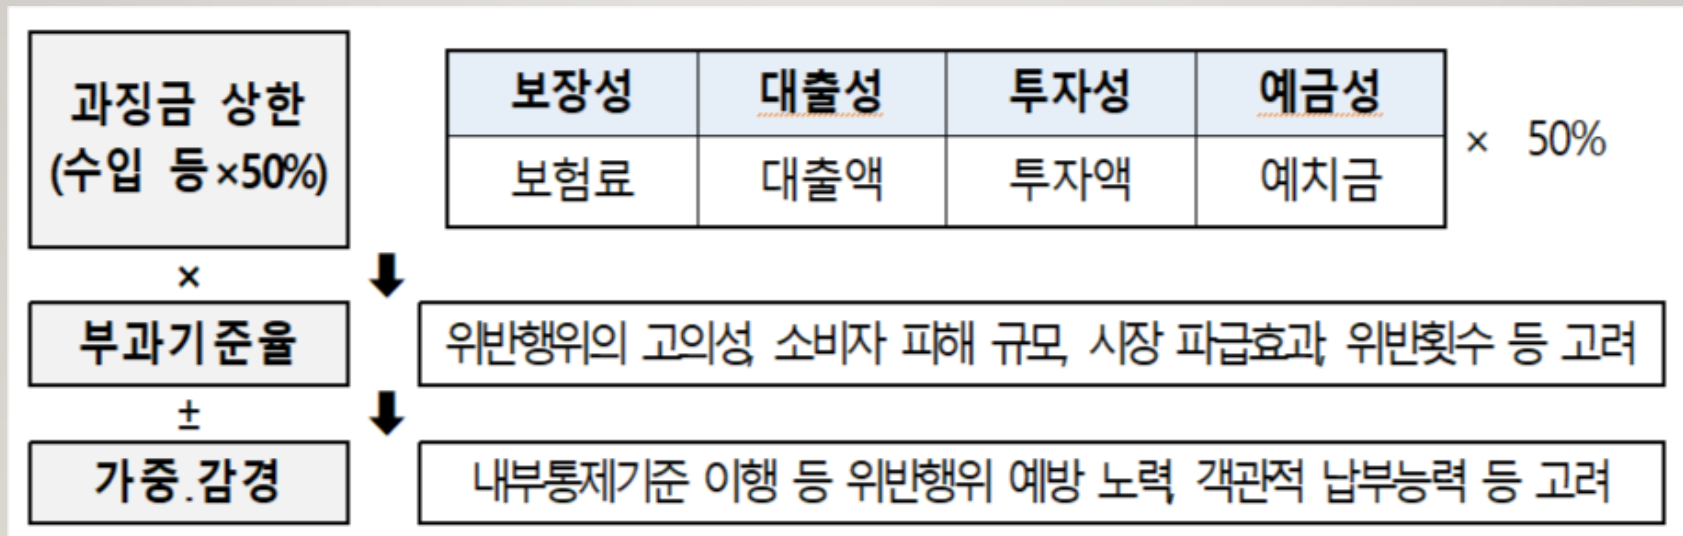 과징금 상한
(수입 등×50%)
보장성 대출성 투자성 예금성
보험료 대출액 투자액 예치금
× 50%
×
부과기준율
위반행위의 고의성, 소비자 피해 규모, 시장 파급효과, 위반횟수 등 고려
±
가중.감경
내부통제기준 이행 등 위반행위 예방 노력, 객관적 납부능력 등 고려